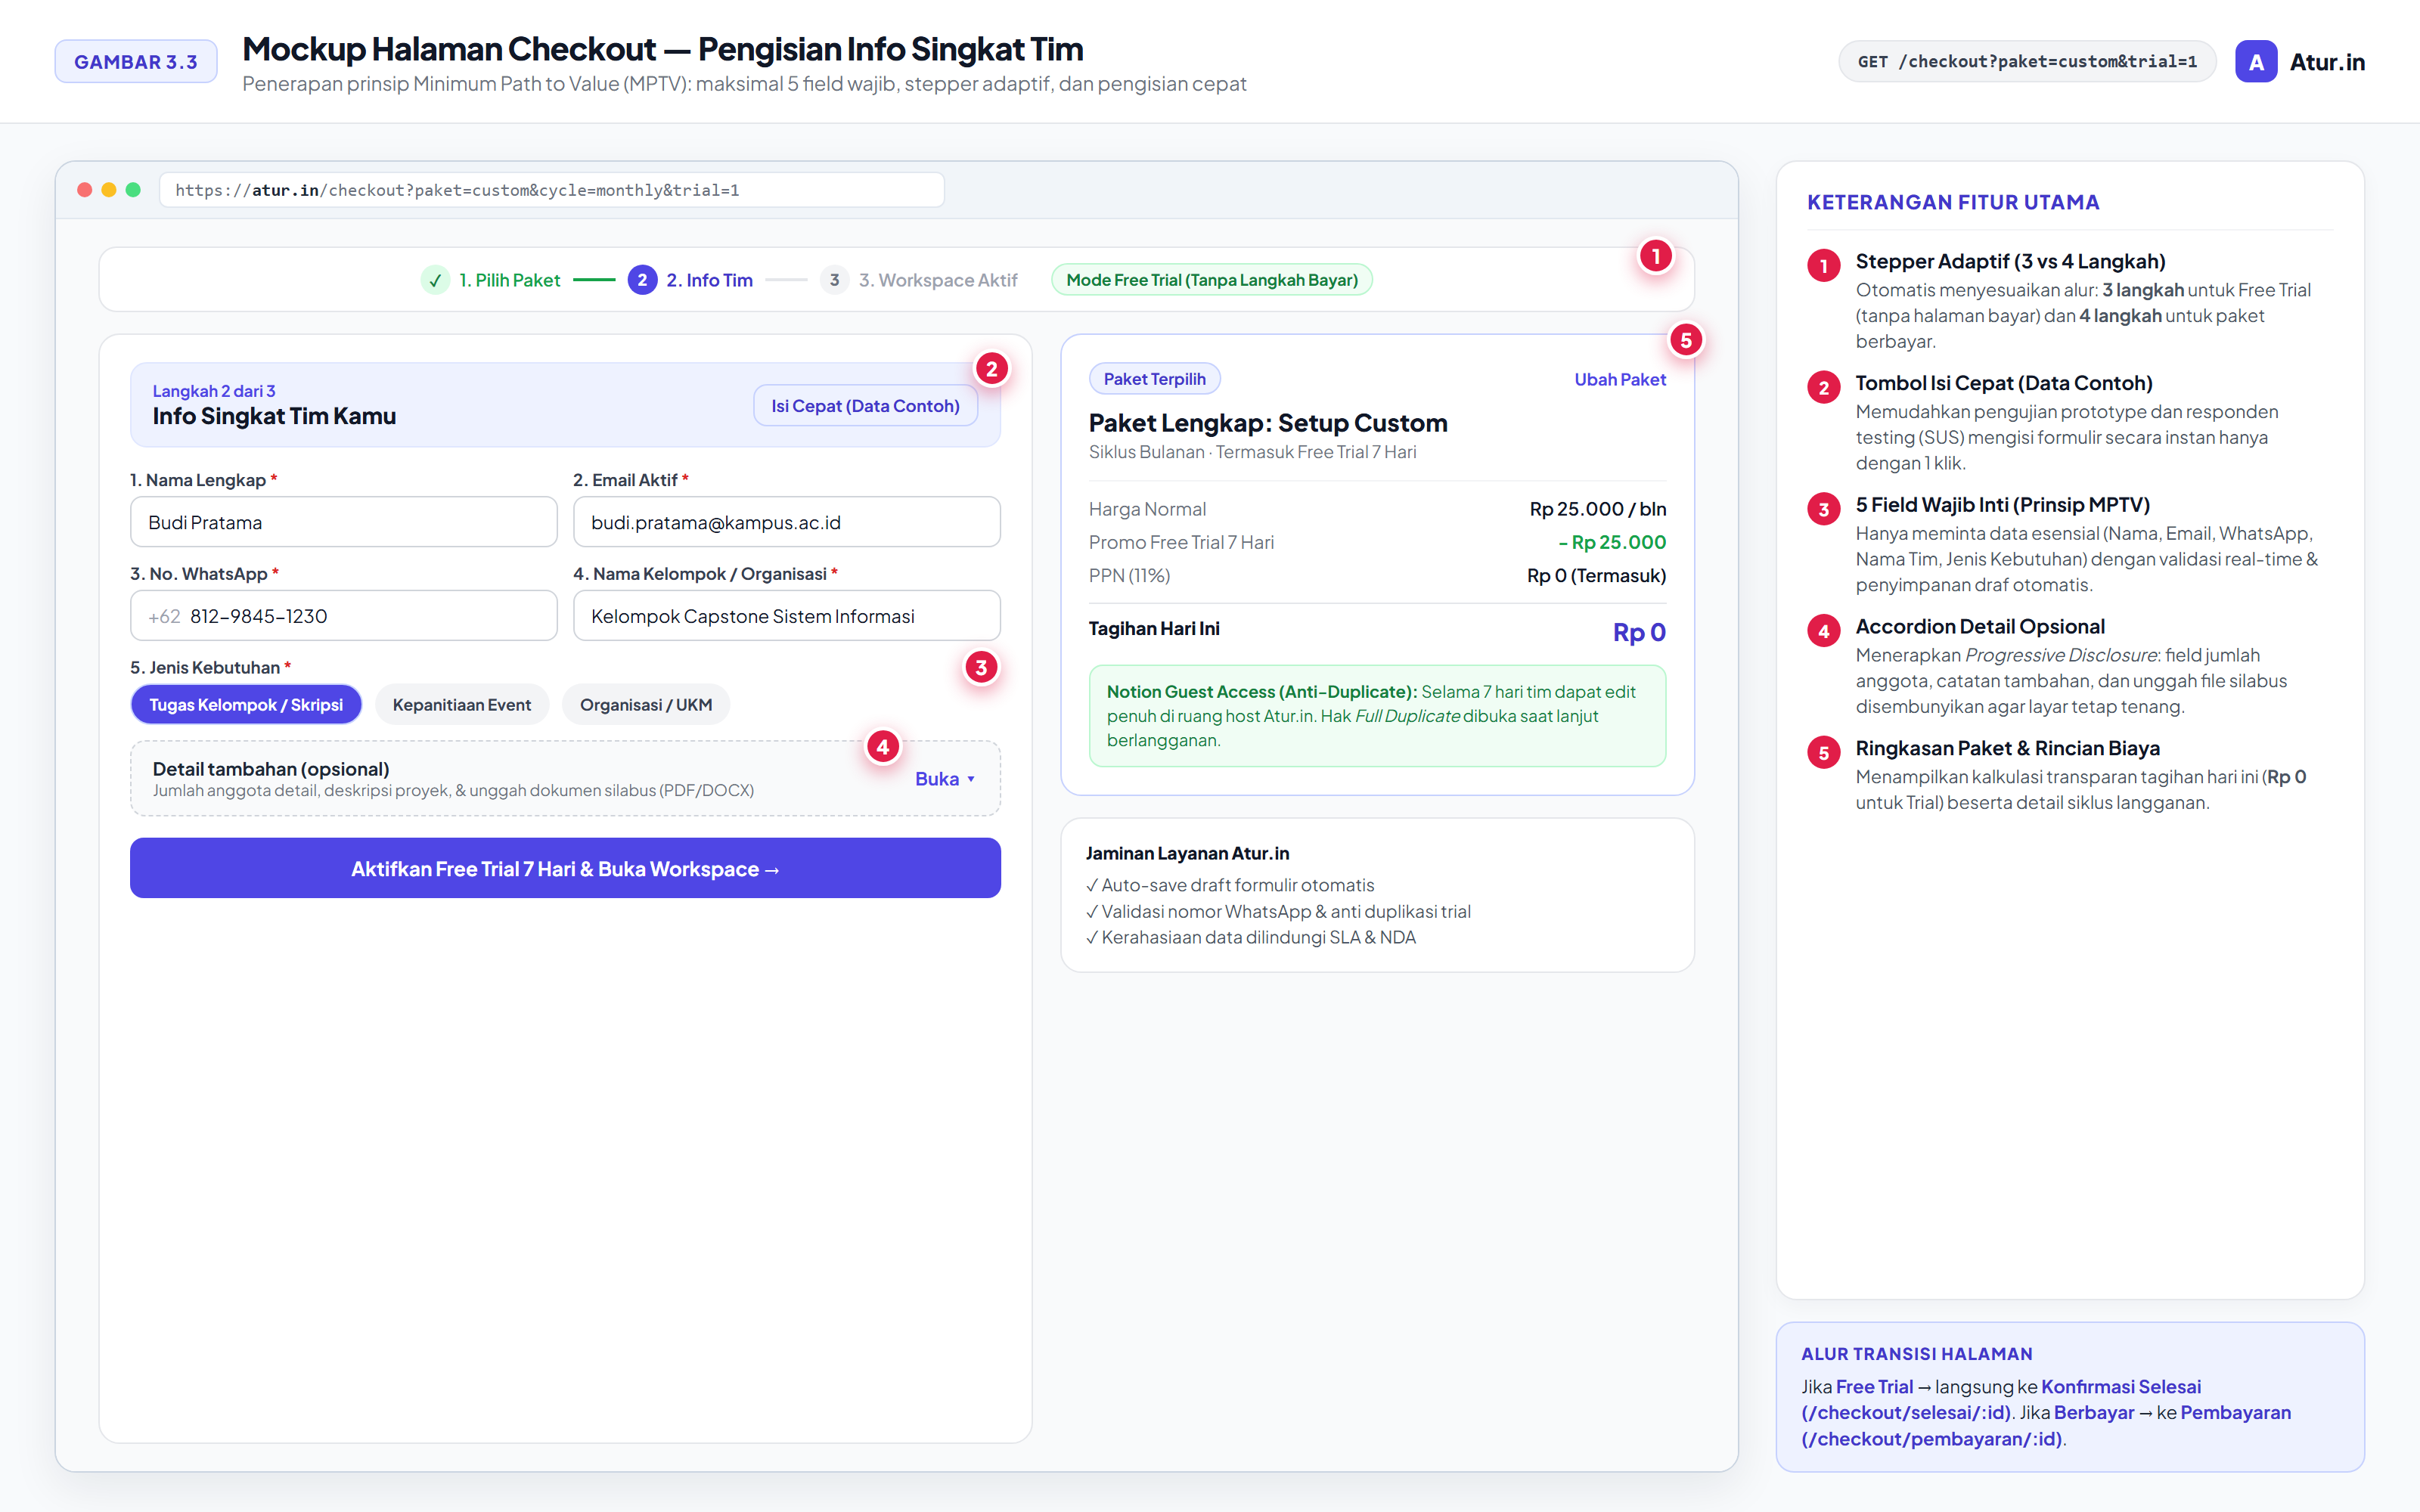 GAMBAR 3.3
Mockup Halaman Checkout — Pengisian Info Singkat Tim
Penerapan prinsip Minimum Path to Value (MPTV): maksimal 5 field wajib, stepper adaptif, dan pengisian cepat
GET /checkout?paket=custom&trial=1
A
Atur.in
https://atur.in/checkout?paket=custom&cycle=monthly&trial=1
✓ 1. Pilih Paket
2 2. Info Tim
3 3. Workspace Aktif
Mode Free Trial (Tanpa Langkah Bayar)
1
Langkah 2 dari 3
Info Singkat Tim Kamu
Isi Cepat (Data Contoh)
2
1. Nama Lengkap *
Budi Pratama
2. Email Aktif *
budi.pratama@kampus.ac.id
3. No. WhatsApp *
+62 812-9845-1230
4. Nama Kelompok / Organisasi *
Kelompok Capstone Sistem Informasi
5. Jenis Kebutuhan *
3
Tugas Kelompok / Skripsi
Kepanitiaan Event
Organisasi / UKM
4
Detail tambahan (opsional)
Jumlah anggota detail, deskripsi proyek, & unggah dokumen silabus (PDF/DOCX)
Buka ▾
Aktifkan Free Trial 7 Hari & Buka Workspace →
5
Paket Terpilih
Ubah Paket
Paket Lengkap: Setup Custom
Siklus Bulanan · Termasuk Free Trial 7 Hari
Harga Normal
Rp 25.000 / bln
Promo Free Trial 7 Hari
- Rp 25.000
PPN (11%)
Rp 0 (Termasuk)
Tagihan Hari Ini
Rp 0
Notion Guest Access (Anti-Duplicate): Selama 7 hari tim dapat edit
penuh di ruang host Atur.in. Hak Full Duplicate dibuka saat lanjut
berlangganan.
Jaminan Layanan Atur.in
✓ Auto-save draft formulir otomatis
✓ Validasi nomor WhatsApp & anti duplikasi trial
✓ Kerahasiaan data dilindungi SLA & NDA
KETERANGAN FITUR UTAMA
1
Stepper Adaptif (3 vs 4 Langkah)
Otomatis menyesuaikan alur: 3 langkah untuk Free Trial
(tanpa halaman bayar) dan 4 langkah untuk paket
berbayar.
2
Tombol Isi Cepat (Data Contoh)
Memudahkan pengujian prototype dan responden
testing (SUS) mengisi formulir secara instan hanya
dengan 1 klik.
3
5 Field Wajib Inti (Prinsip MPTV)
Hanya meminta data esensial (Nama, Email, WhatsApp,
Nama Tim, Jenis Kebutuhan) dengan validasi real-time &
penyimpanan draf otomatis.
4
Accordion Detail Opsional
Menerapkan Progressive Disclosure: field jumlah
anggota, catatan tambahan, dan unggah file silabus
disembunyikan agar layar tetap tenang.
5
Ringkasan Paket & Rincian Biaya
Menampilkan kalkulasi transparan tagihan hari ini (Rp 0
untuk Trial) beserta detail siklus langganan.
ALUR TRANSISI HALAMAN
Jika Free Trial → langsung ke Konfirmasi Selesai
(/checkout/selesai/:id). Jika Berbayar → ke Pembayaran
(/checkout/pembayaran/:id).